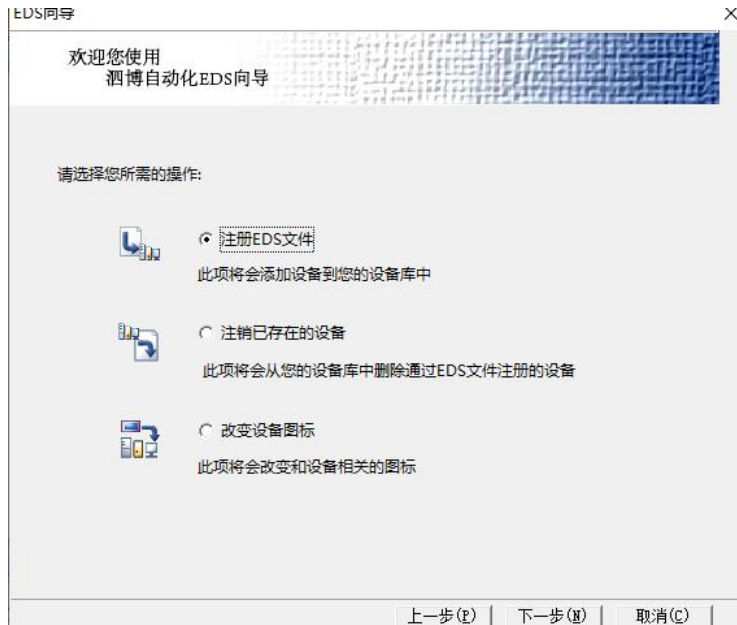 EDS向导
欢迎您使用
泗博自动化EDS向导
请选择您所需的操作:
注册EDS文件
此项将会添加设备到您的设备库中
注销已存在的设备
此项将会从您的设备库中删除通过EDS文件注册的设备
改变设备图标
此项将会改变和设备相关的图标
上一步(P) 下一步(N) 取消(C)